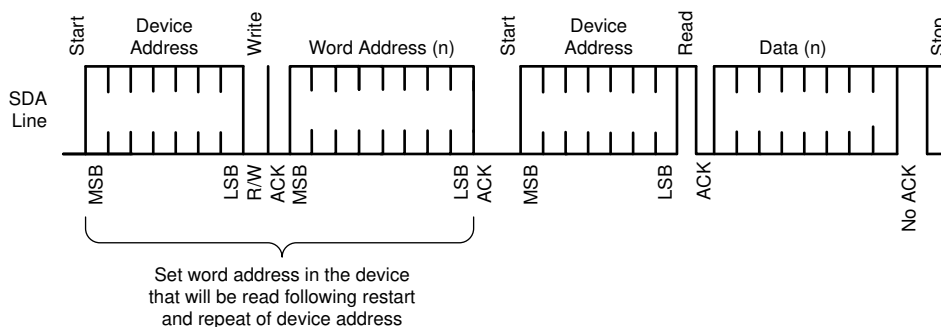 Start
Device
Address
Write
Word Address (n)
Start
Device
Address
Read
Data (n)
Stop
SDA
Line
MSB
LSB
R/W
ACK
MSB
LSB
ACK
MSB
LSB
ACK
No ACK
Set word address in the device
that will be read following restart
and repeat of device address